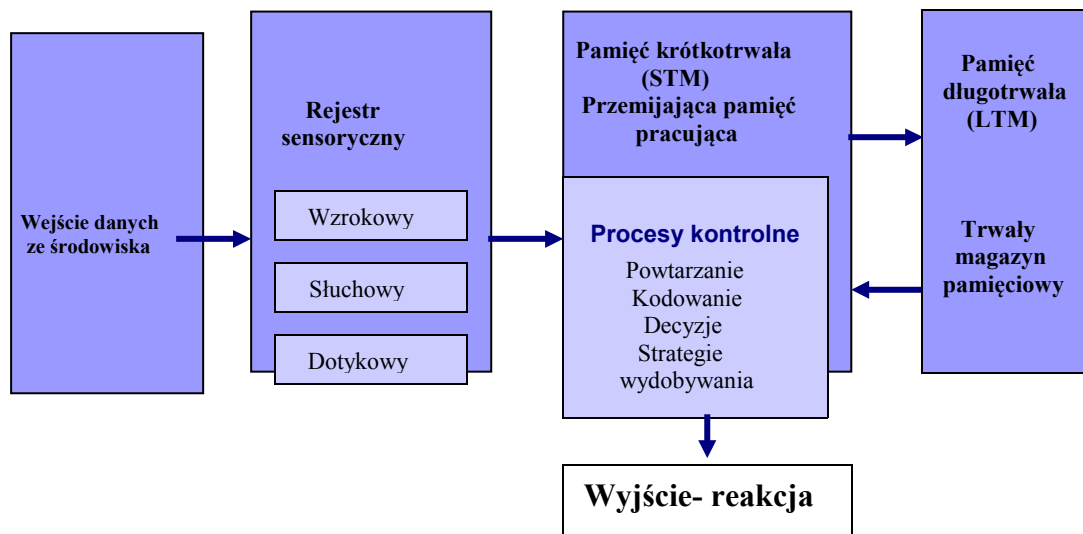 Wejście danych
ze środowiska
Rejestr
sensoryczny
Wzrokowy
Słuchowy
Dotykowy
Pamięć krótkotrwała
(STM)
Przemijająca pamięć
pracująca
Procesy kontrolne
Powtarzanie
Kodowanie
Decyzje
Strategie
wydobywania
Pamięć
długotrwała
(LTM)
Trwały
magazyn
pamięciowy
Wyjście- reakcja